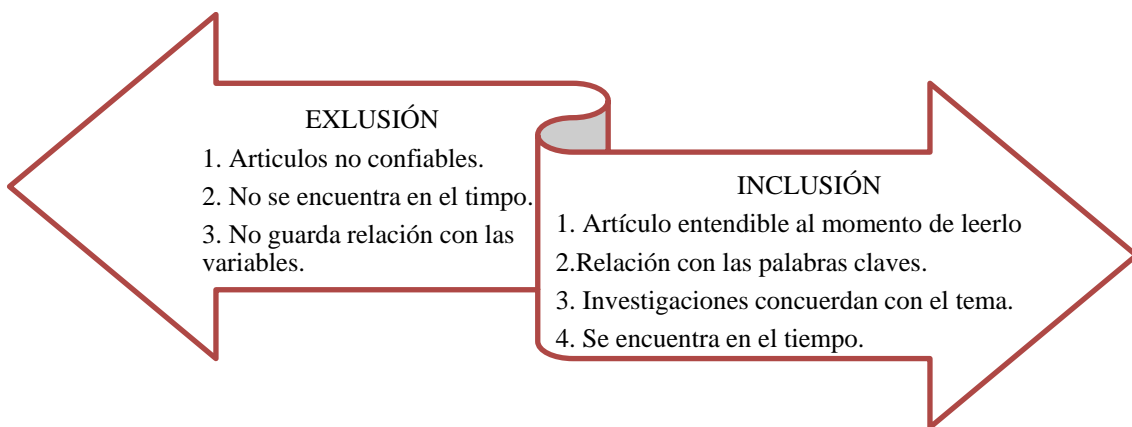 EXLUSIÓN
1. Articulos no confiables.
2. No se encuentra en el timpo.
3. No guarda relación con las
variables.
INCLUSIÓN
1. Artículo entendible al momento de leerlo
2.Relación con las palabras claves.
3. Investigaciones concuerdan con el tema.
4. Se encuentra en el tiempo.